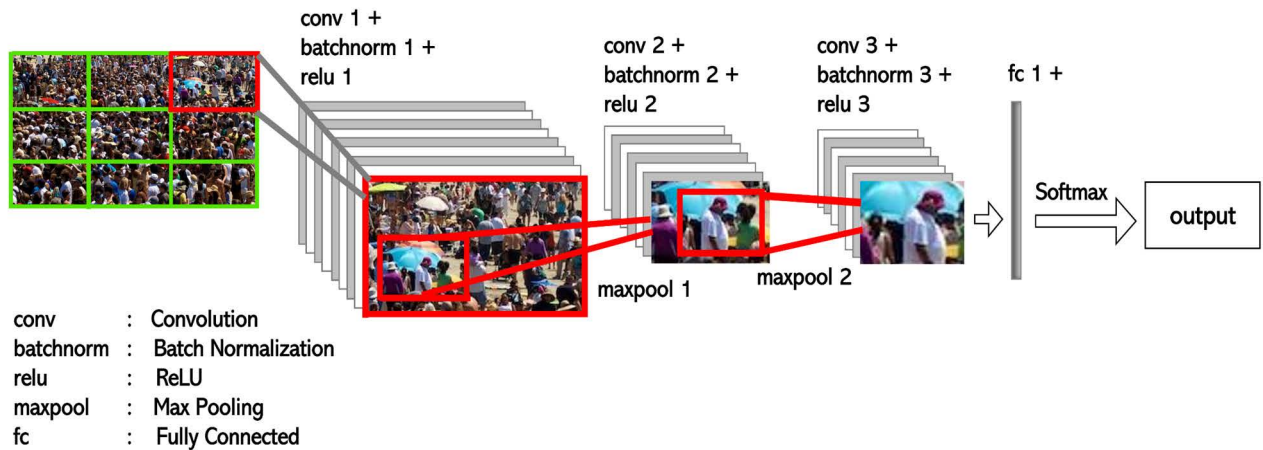 conv 1 +
batchnorm 1 +
relu 1
conv 2 +
batchnorm 2 +
relu 2
conv 3 +
batchnorm 3 +
relu 3
fc 1 +
maxpool 1
maxpool 2
Softmax
output
conv : Convolution
batchnorm : Batch Normalization
relu : ReLU
maxpool : Max Pooling
fc : Fully Connected